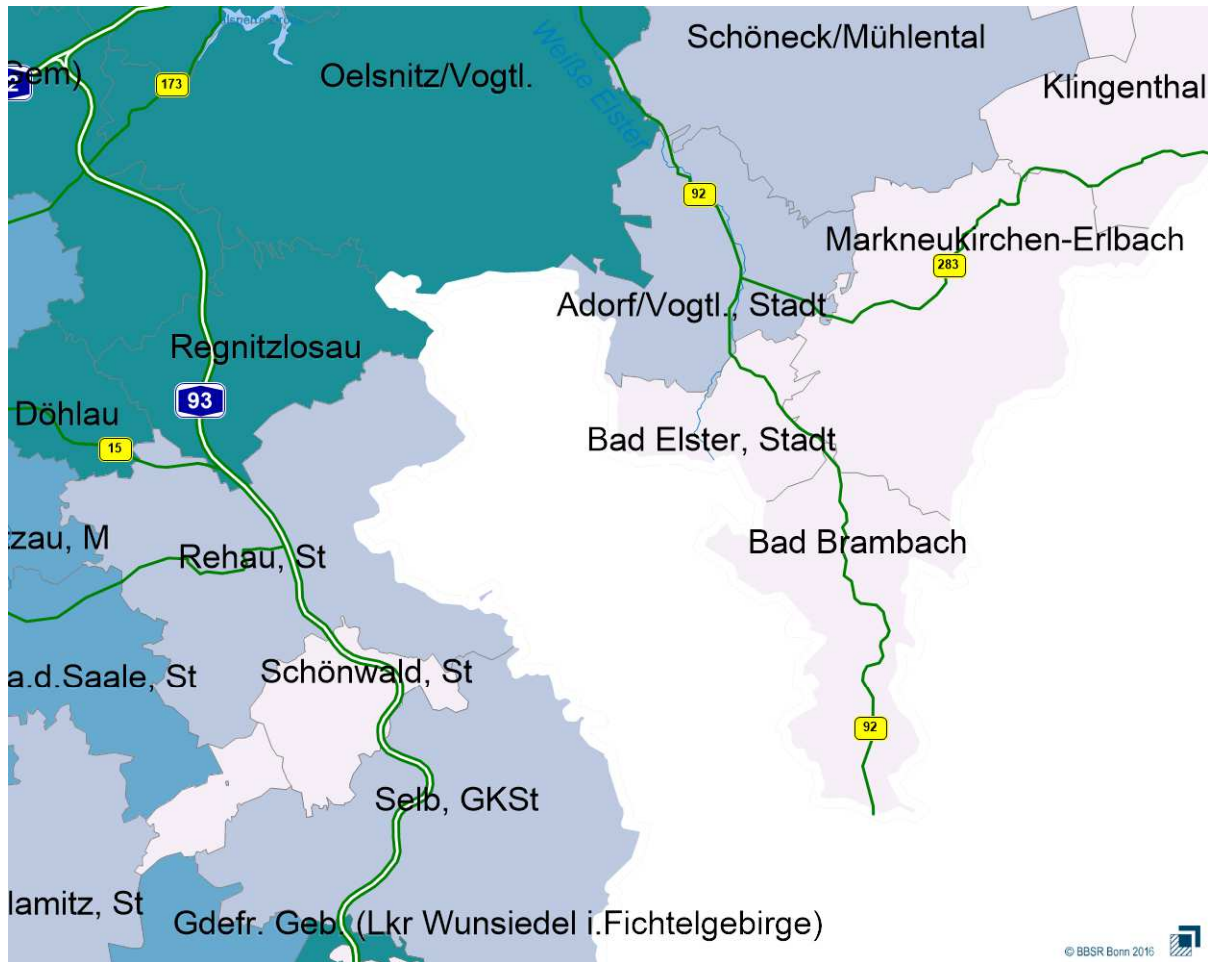 Schöneck/Mühlental
Weiße Elster
Oelsnitz/Vogtl.
173
Klingenthal
92
Markneukirchen-Erlbach
283
Adorf/Vogtl., Stadt
Regnitzlosau
93
Döhlau
15
Bad Elster, Stadt
zau, M
Rehau, St
Bad Brambach
Schönwald, St
a.d.Saale, St
92
Selb, GKSt
lamitz, St
Gdefr. Geb. (Lkr Wunsiedel i.Fichtelgebirge)
© BBSR Bonn 2016